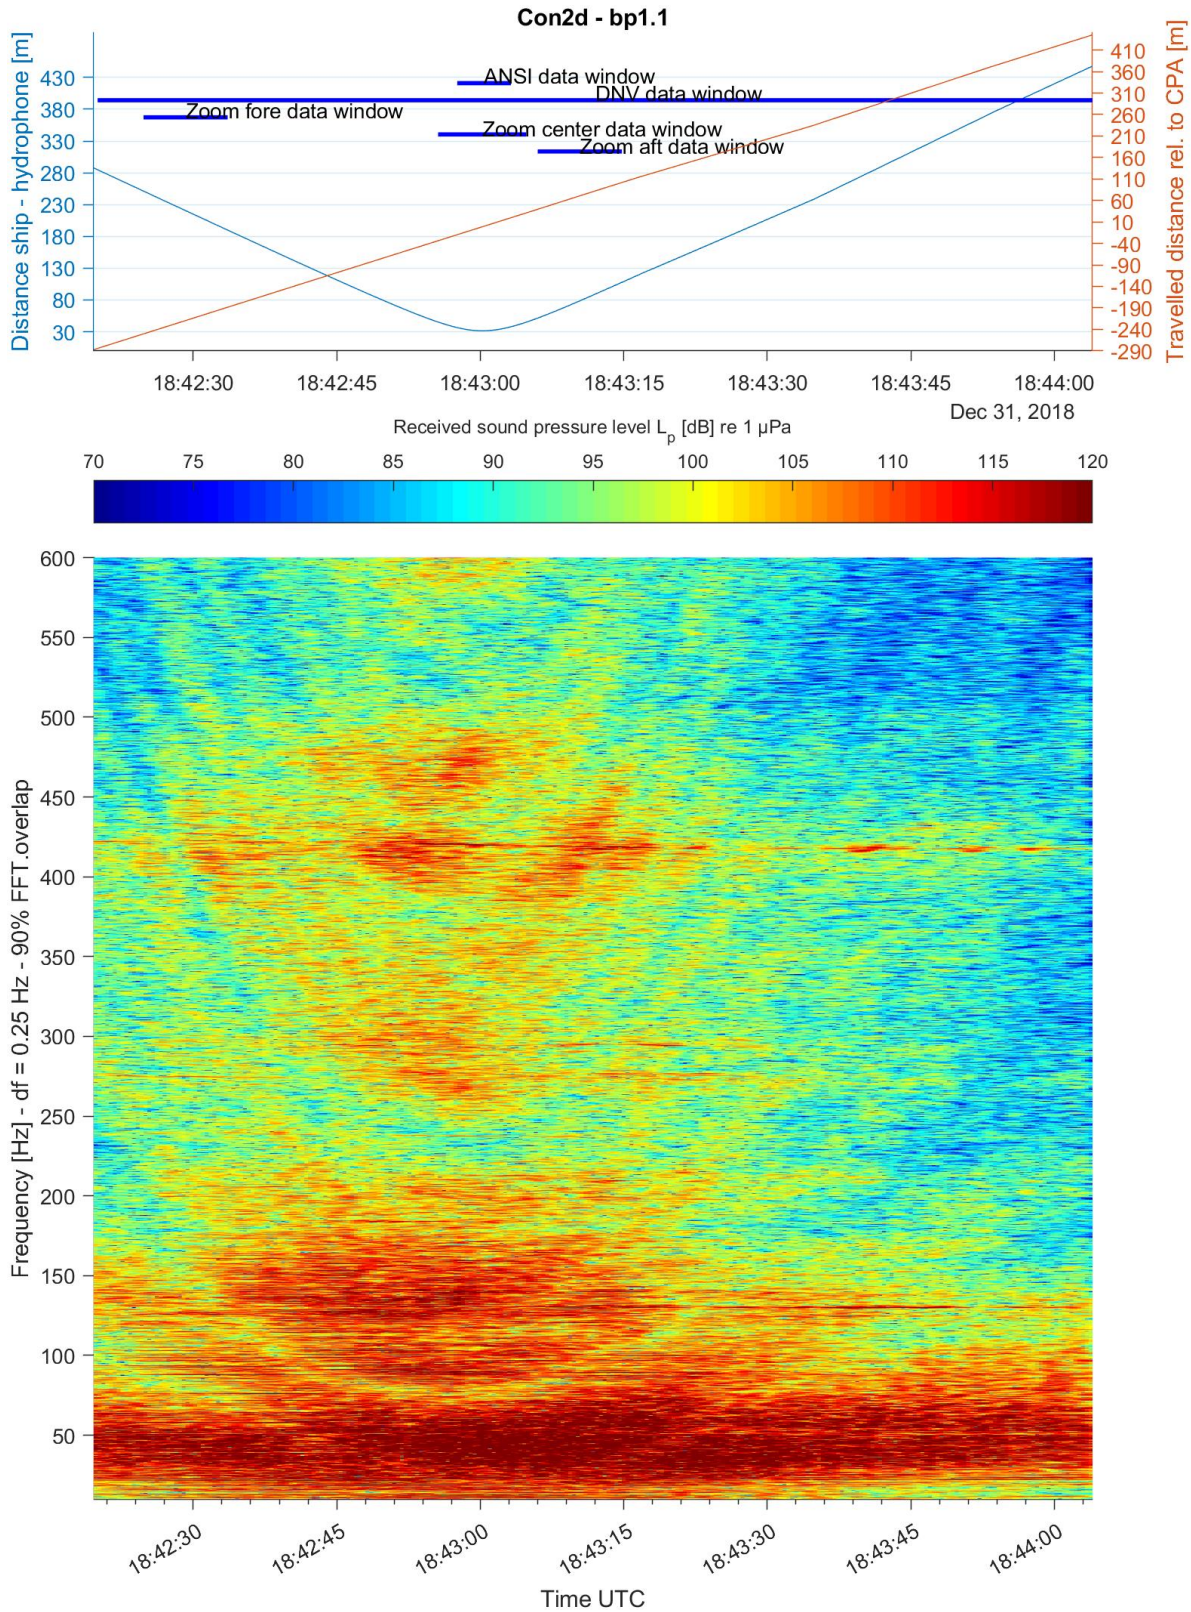 Con2d - bp1.1
Distance ship - hydrophone [m]
430
380
330
280
230
180
130
80
30
ANSI data window
DNV data window
Zoom fore data window
Zoom center data window
Zoom aft data window
Travelled distance rel. to CPA [m]
410
360
310
260
210
160
110
60
10
-40
-90
-140
-190
-240
-290
18:42:30 18:42:45 18:43:00 18:43:15 18:43:30 18:43:45 18:44:00
Dec 31, 2018
Received sound pressure level Lp [dB] re 1 µPa
70 75 80 85 90 95 100 105 110 115 120
Frequency [Hz] - df = 0.25 Hz - 90% FFT.overlap
600
550
500
450
400
350
300
250
200
150
100
50
18:42:30 18:42:45 18:43:00 18:43:15 18:43:30 18:43:45 18:44:00
Time UTC